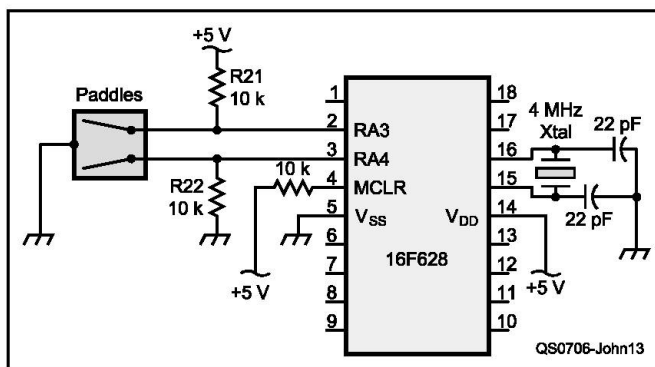 +5 V
R21
10 k
Paddles
R22
10 k
10 k
+5 V
1
2
3
4
5
6
7
8
9
RA3
RA4
MCLR
VSS
VDD
16F628
18
17
16
15
14
13
12
11
10
4 MHz
Xtal
22 pF
22 pF
+5 V
QS0706-John13